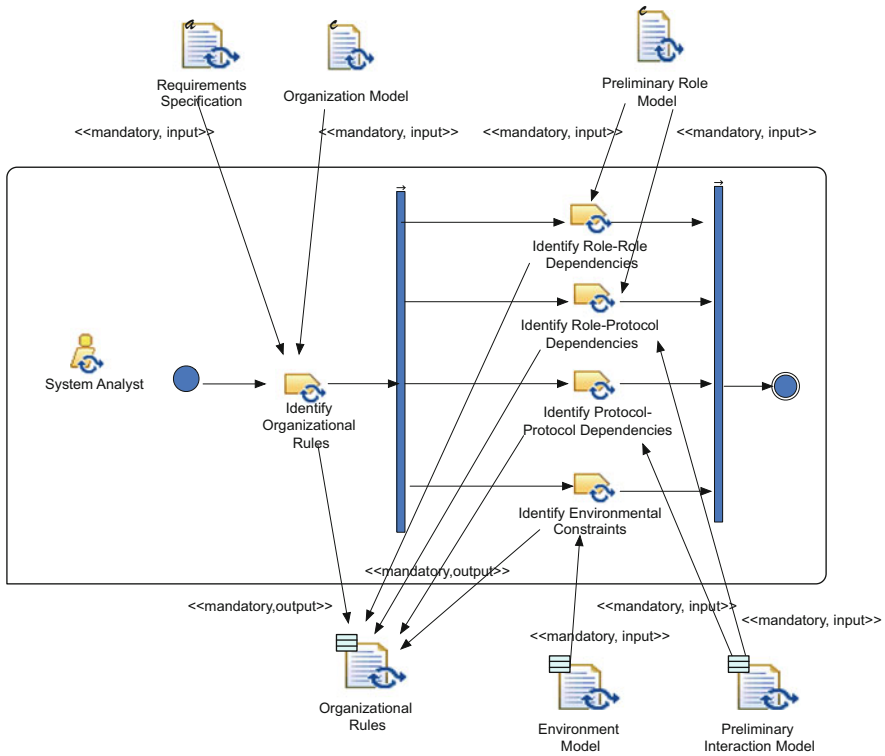 a
e
e
Requirements
Specification
Organization Model
Preliminary Role
Model
<<mandatory, input>>
<<mandatory, input>>
<<mandatory, input>>
<<mandatory, input>>
Identify Role-Role
Dependencies
Identify Role-Protocol
Dependencies
System Analyst
Identify
Organizational
Rules
Identify Protocol-
Protocol Dependencies
Identify Environmental
Constraints
<<mandatory,output>>
<<mandatory,output>>
<<mandatory, input>>
<<mandatory, input>>
<<mandatory, input>>
Organizational
Rules
Environment
Model
Preliminary
Interaction Model